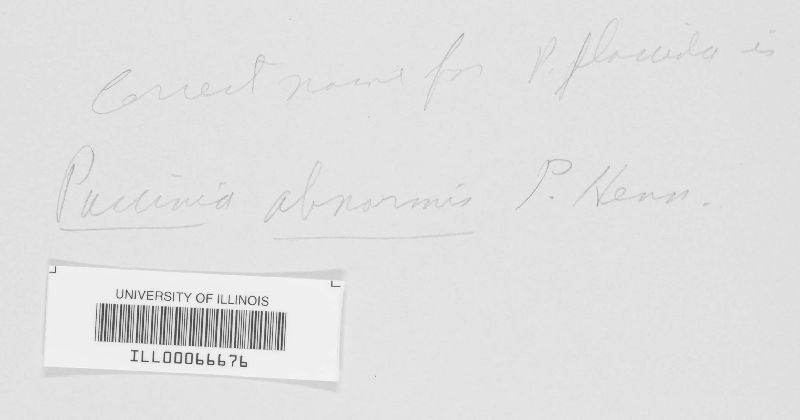 Correct name for P. flaccida is
Puccinia abnormis P. Henn.
UNIVERSITY OF ILLINOIS
ILL00066676